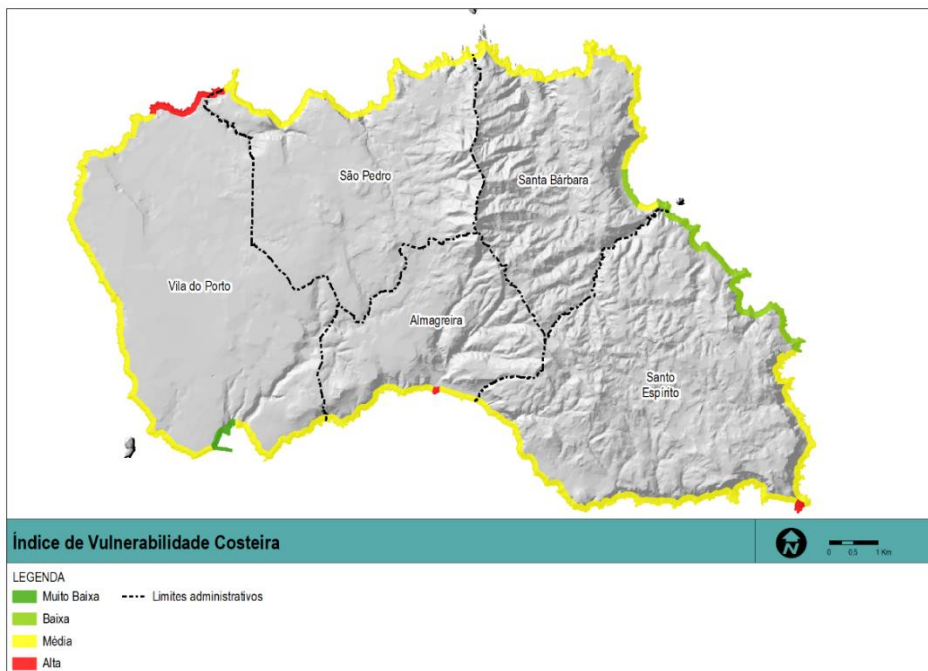 São Pedro
Santa Bárbara
Vila do Porto
Almagreira
Santo
Espírito
Índice de Vulnerabilidade Costeira
N
0 0,5 1 Km
LEGENDA
Muito Baixa
Limites administrativos
Baixa
Média
Alta